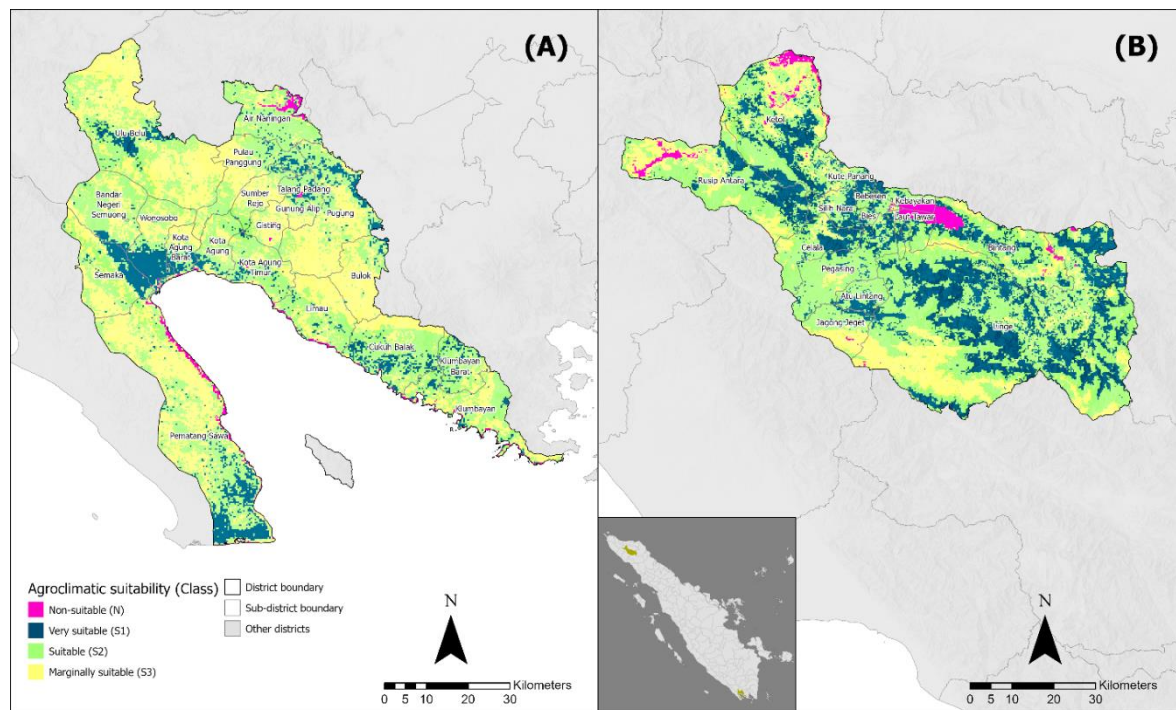 (A)
Ulu Belu
Air Naningan
Pulau
Panggung
Talang Padang
Sumber
Rejo
Gunung Alip
Pugung
Gisting
Bandar
Negeri
Semuong
Wonosobo
Kota
Agung
Barat
Kota
Agung
Kota Agung
Timur
Bulok
Semaka
Limau
Cukuh Balak
Klumbayan
Barat
Klumbayan
Pematang Sawa
Agroclimatic suitability (Class)
Non-suitable (N)
Very suitable (S1)
Suitable (S2)
Marginally suitable (S3)
District boundary
Sub-district boundary
Other districts
N
Kilometers
0 5 10 20 30
(B)
Ketol
Rusip Antara
Kute Panang
Bebesen
Kebayakan
Silih Nara
Bies
Laut Tawar
Celala
Bintang
Pegasing
Atu Lintang
Jagong Jeget
Linge
N
Kilometers
0 5 10 20 30